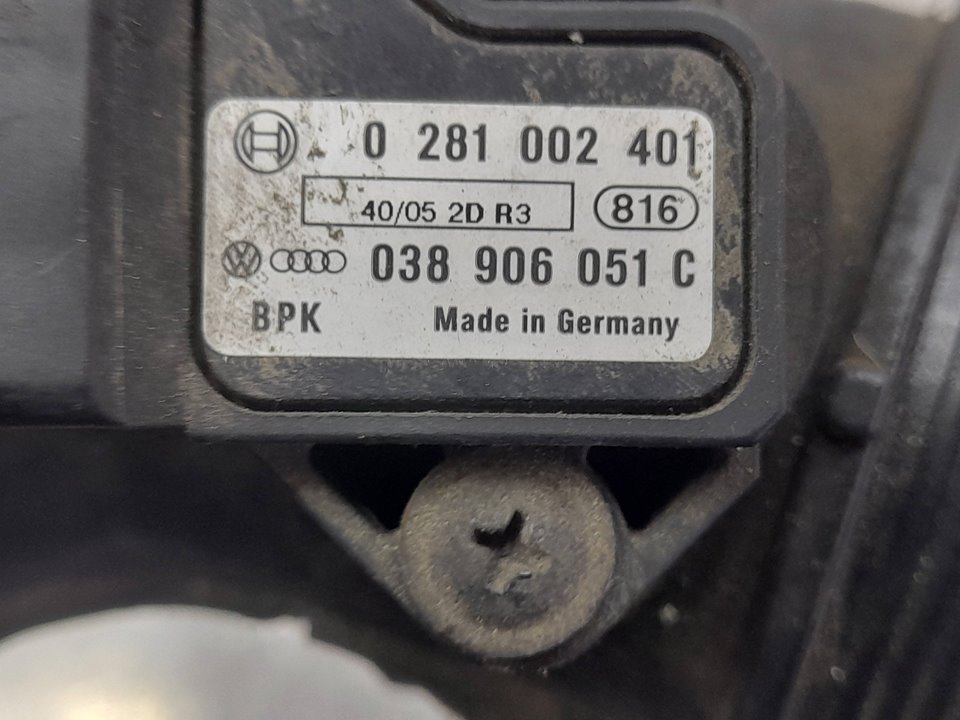 0 281 002 401
40/05 2D R3 816
038 906 051 C
BPK Made in Germany